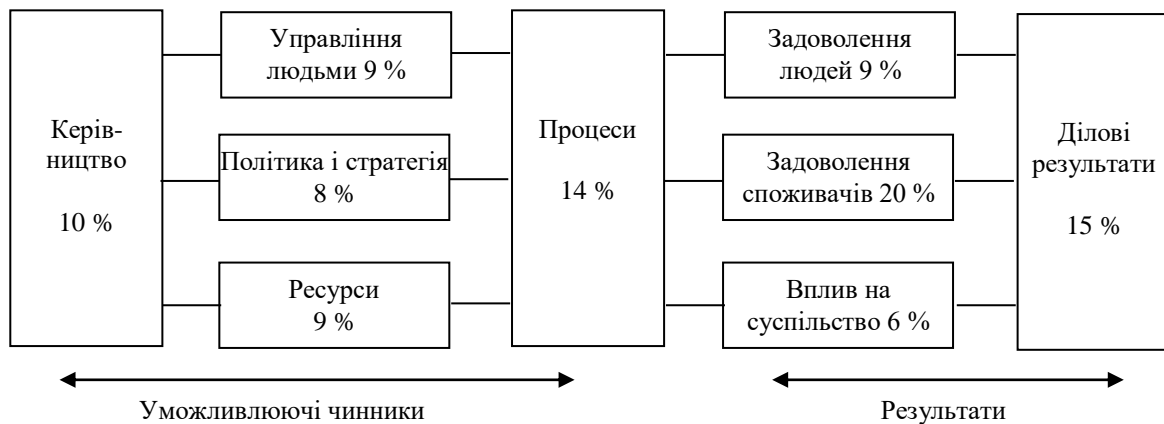 Керів-
ництво
10 %
Управління
людьми 9 %
Політика і стратегія
8 %
Ресурси
9 %
Процеси
14 %
Задоволення
людей 9 %
Задоволення
споживачів 20 %
Вплив на
суспільство 6 %
Ділові
результати
15 %
Уможливлюючі чинники
Результати